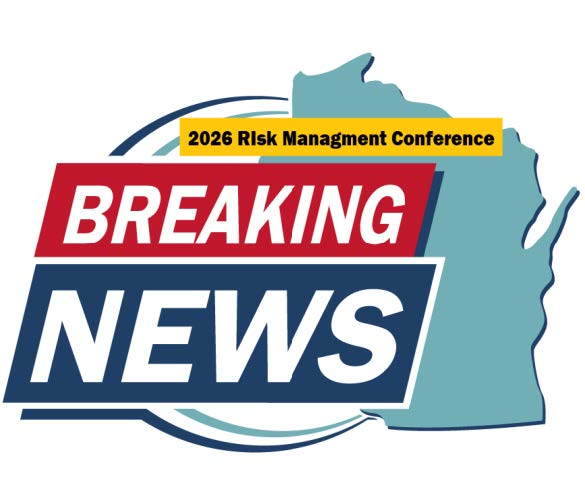 2026 RIsk Managment Conference
BREAKING
NEWS